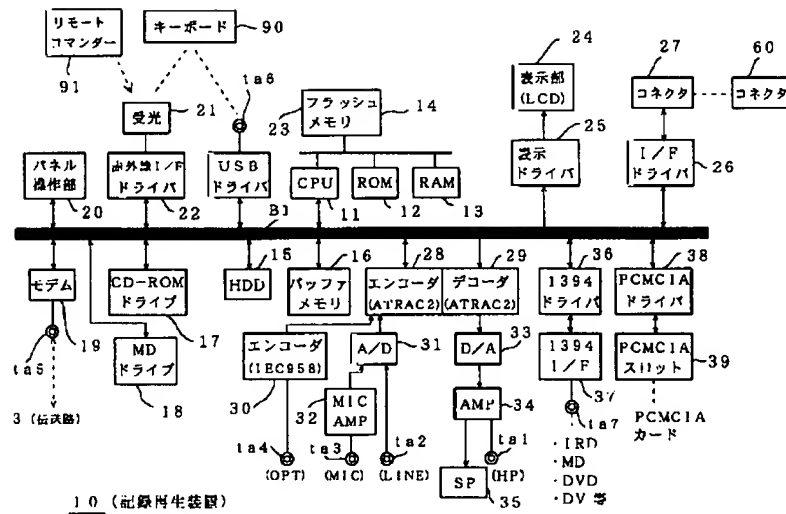 リモート
コマンダー
91
キーボード
90
ta6
受光
21
23
フラッシュ
メモリ
14
24
表示部
(LCD)
25
27
コネクタ
60
コネクタ
パネル
操作部
20
赤外線I/F
ドライバ
22
USB
ドライバ
CPU
11
ROM
12
RAM
13
表示
ドライバ
I/F
ドライバ
26
B1
モデム
19
CD-ROM
ドライブ
17
MD
ドライブ
18
HDD
15
バッファ
メモリ
16
エンコーダ
(ATRAC2)
28
デコーダ
(ATRAC2)
29
1394
ドライバ
36
PCMCIA
ドライバ
38
ta5
3(伝送路)
エンコーダ
(IEC958)
30
A/D
31
D/A
33
1394
I/F
37
PCMCIA
スロット
39
32
MIC
AMP
AMP
34
ta7
PCMCIA
カード
ta4
(OPT)
ta3
(MIC)
ta2
(LINE)
ta1
(HP)
SP
35
・IRD
・MD
・DVD
・DV 等
10 (記録再生装置)